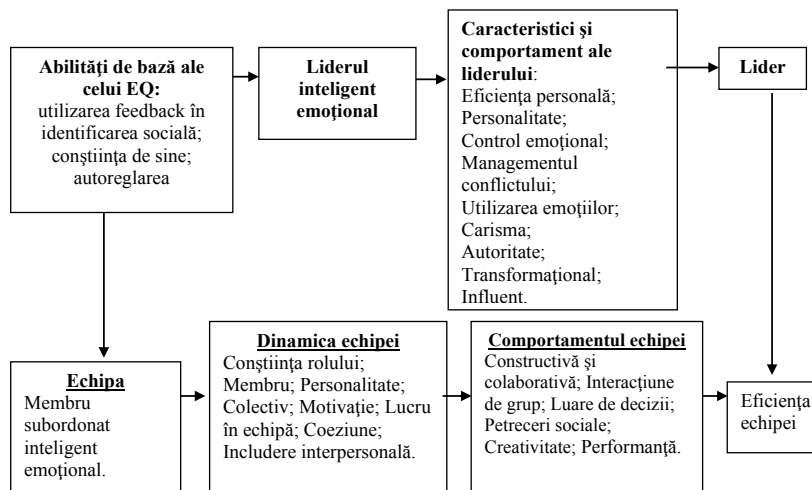 Abilităţi de bază ale
celui EQ:
utilizarea feedback în
identificarea socială;
conştiinţa de sine;
autoreglarea
Liderul
inteligent
emoţional
Caracteristici şi
comportament ale
liderului:
Eficienţa personală;
Personalitate;
Control emoţional;
Managementul
conflictului;
Utilizarea emoţiilor;
Carisma;
Autoritate;
Transformaţional;
Influent.
Lider
Echipa
Membru
subordonat
inteligent
emoţional.
Dinamica echipei
Conştiinţa rolului;
Membru; Personalitate;
Colectiv; Motivaţie; Lucru
în echipă; Coeziune;
Includere interpersonală.
Comportamentul echipei
Constructivă şi
colaborativă; Interacţiune
de grup; Luare de decizii;
Petreceri sociale;
Creativitate; Performanţă.
Eficienţa
echipei